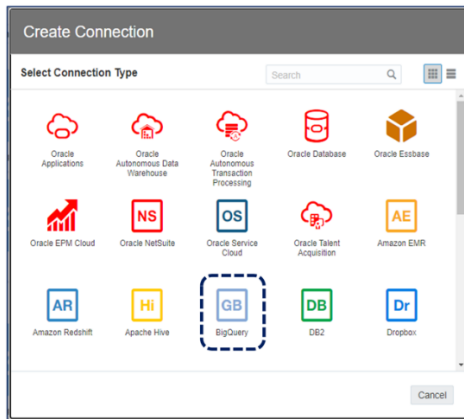 Create Connection
Select Connection Type
Search
Oracle
Applications
Oracle
Autonomous Data
Warehouse
Oracle
Autonomous
Transaction
Processing
Oracle Database
Oracle Essbase
NS
OS
AE
Oracle EPM Cloud
Oracle NetSuite
Oracle Service
Cloud
Oracle Talent
Acquisition
Amazon EMR
AR
Hi
GB
DB
Dr
Amazon Redshift
Apache Hive
BigQuery
DB2
Dropbox
Cancel